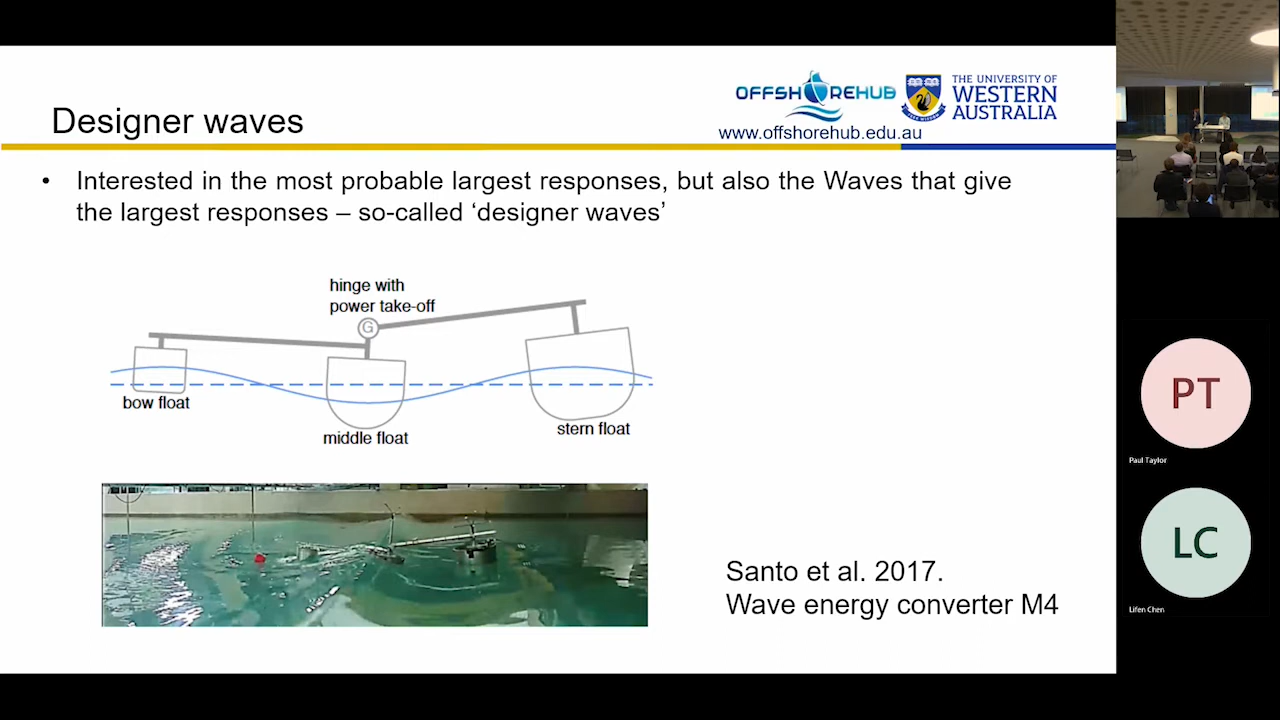 Designer waves
OFFSHOREHUB
THE UNIVERSITY OF
WESTERN
AUSTRALIA
www.offshorehub.edu.au
• Interested in the most probable largest responses, but also the Waves that give
the largest responses – so-called ‘designer waves’
hinge with
power take-off
G
bow float
middle float
stern float
Santo et al. 2017.
Wave energy converter M4
PT
Paul Taylor
LC
Lifen Chen